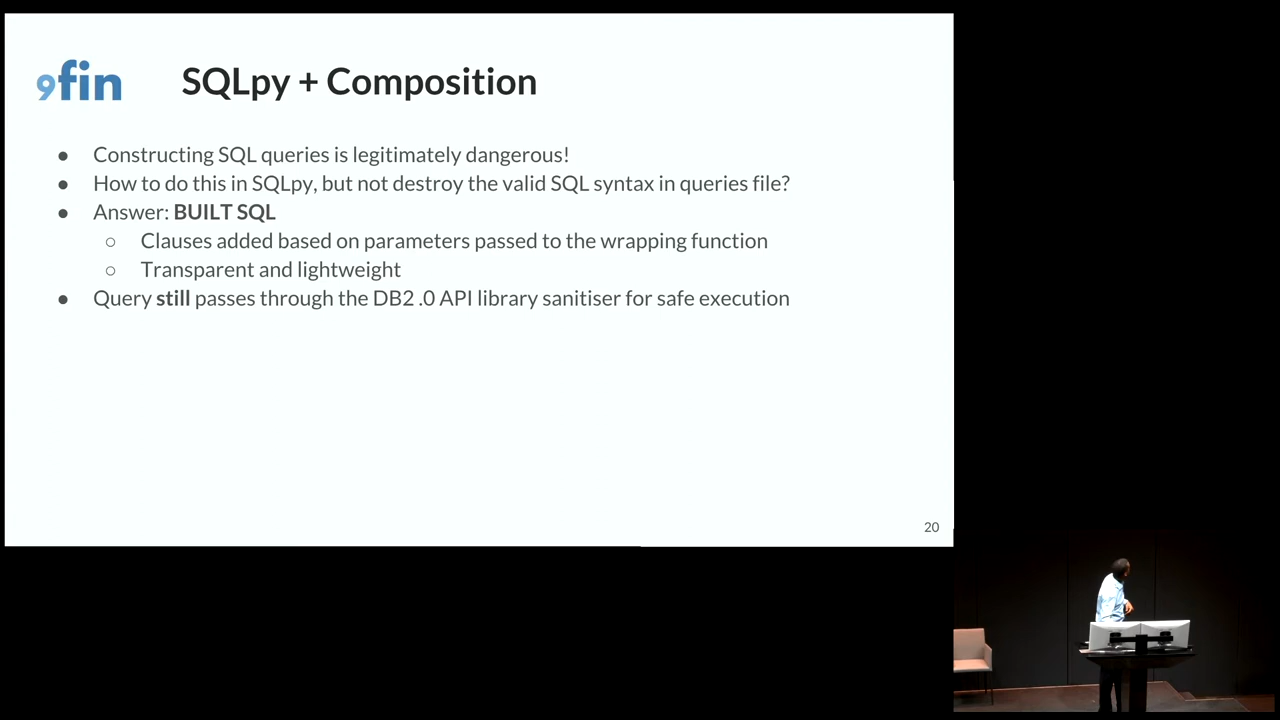 9fin
SQLpy + Composition
● Constructing SQL queries is legitimately dangerous!
● How to do this in SQLpy, but not destroy the valid SQL syntax in queries file?
● Answer: BUILT SQL
○ Clauses added based on parameters passed to the wrapping function
○ Transparent and lightweight
● Query still passes through the DB2 .0 API library sanitiser for safe execution
20